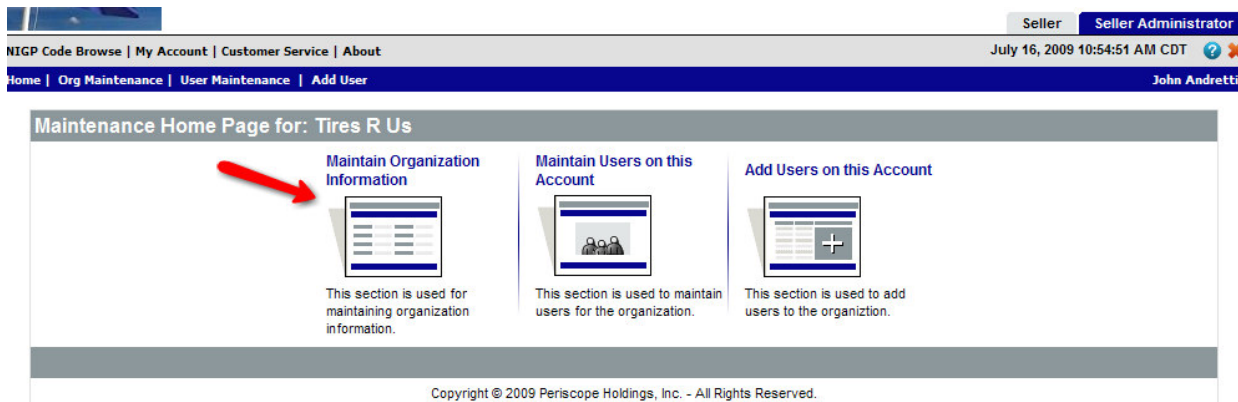 Seller Seller Administrator
NIGP Code Browse | My Account | Customer Service | About July 16, 2009 10:54:51 AM CDT ?
Home | Org Maintenance | User Maintenance | Add User John Andretti
Maintenance Home Page for: Tires R Us
Maintain Organization
Information
This section is used for
maintaining organization
information.
Maintain Users on this
Account
This section is used to maintain
users for the organization.
Add Users on this Account
This section is used to add
users to the organiztion.
Copyright © 2009 Periscope Holdings, Inc. - All Rights Reserved.